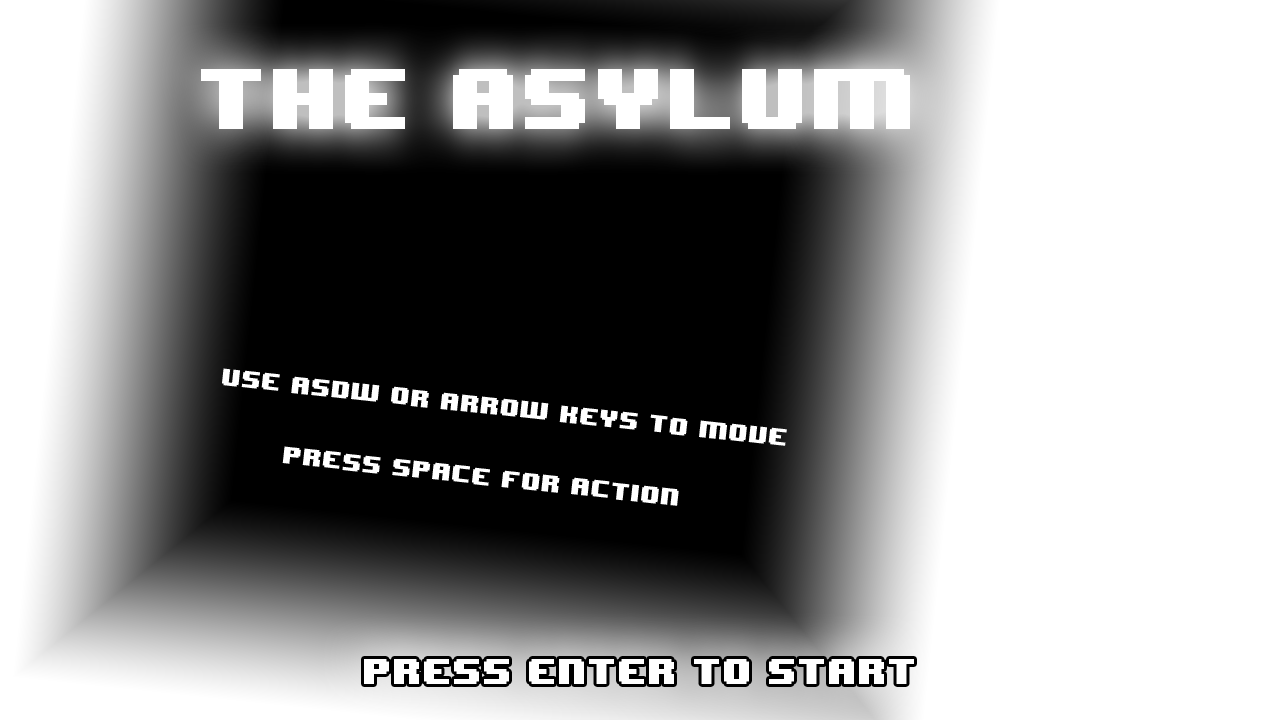 THE ASYLUM
USE ASDW OR ARROW KEYS TO MOVE
PRESS SPACE FOR ACTION
PRESS ENTER TO START